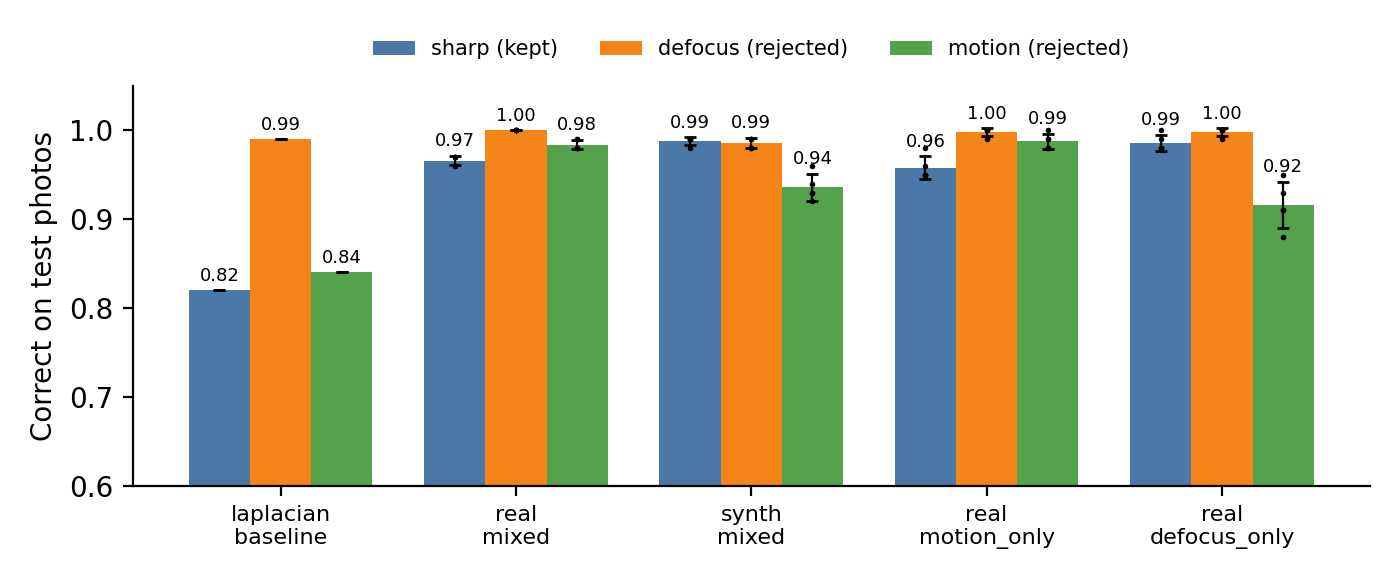 sharp (kept) defocus (rejected) motion (rejected)
Correct on test photos
1.0
0.9
0.8
0.7
0.6
0.82 0.99 0.84
0.97 1.00 0.98
0.99 0.99 0.94
0.96 1.00 0.99
0.99 1.00 0.92
laplacian
baseline
real
mixed
synth
mixed
real
motion_only
real
defocus_only